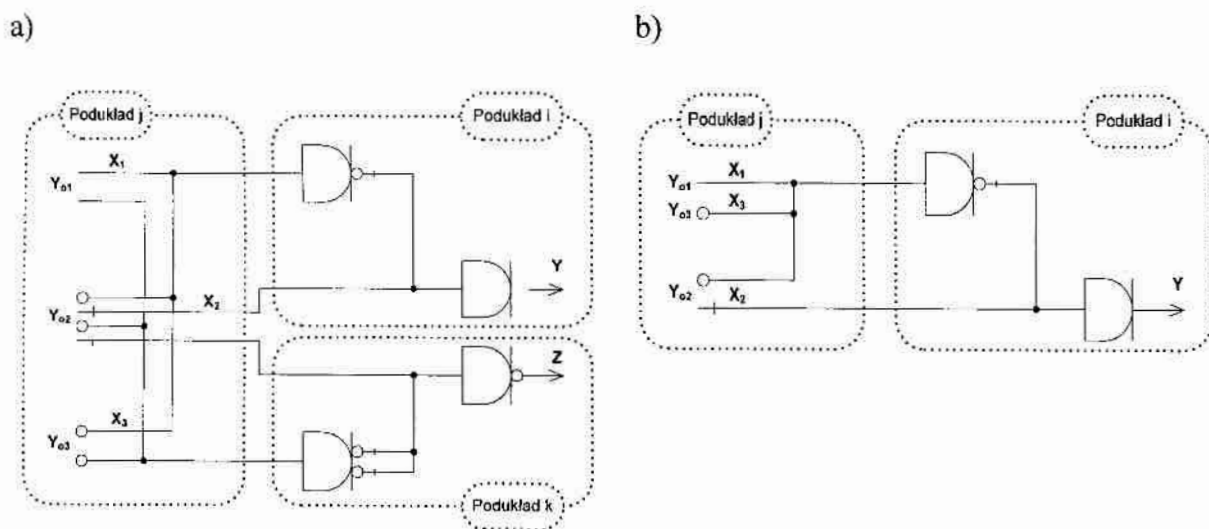 a)
Podukład j
Podukład i
X₁
Yo1
Y
X₂
Yo2
Z
X₃
Yo3
Podukład k
b)
Podukład j
Podukład i
Yo1 X₁
Yo3 X₃
Yo2
X₂
Y